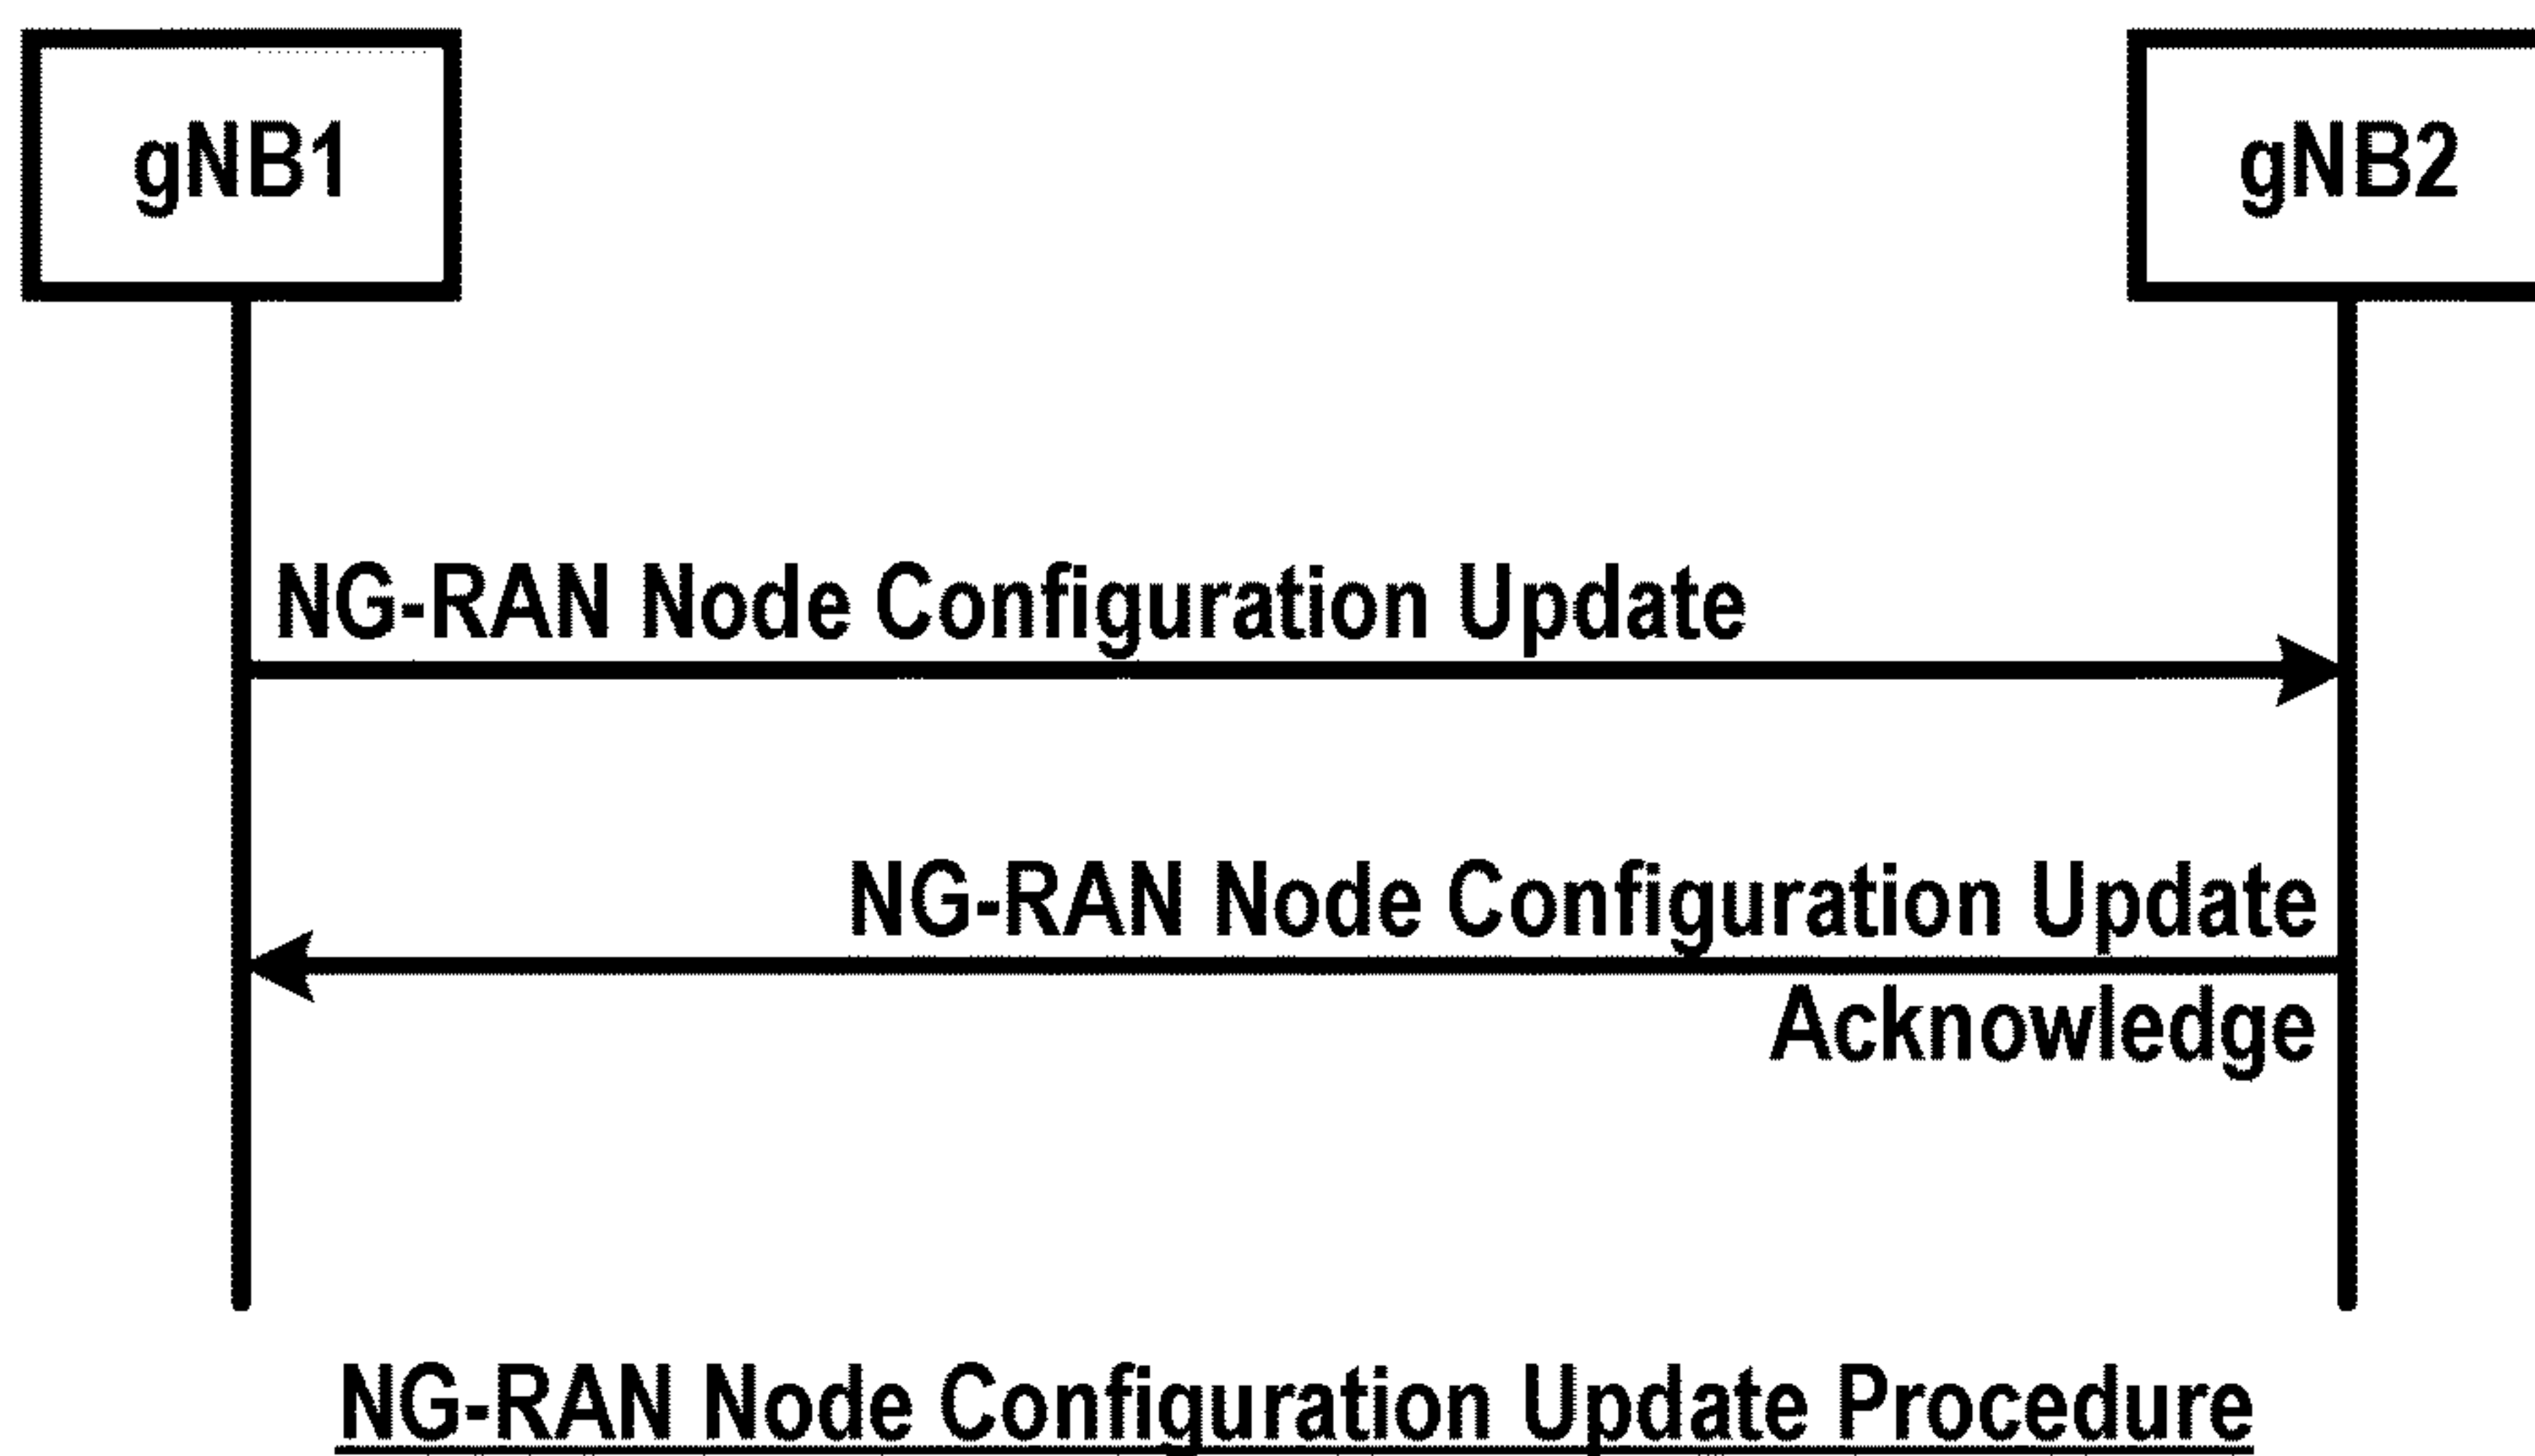 gNB1
gNB2
NG-RAN Node Configuration Update
NG-RAN Node Configuration Update
Acknowledge
NG-RAN Node Configuration Update Procedure